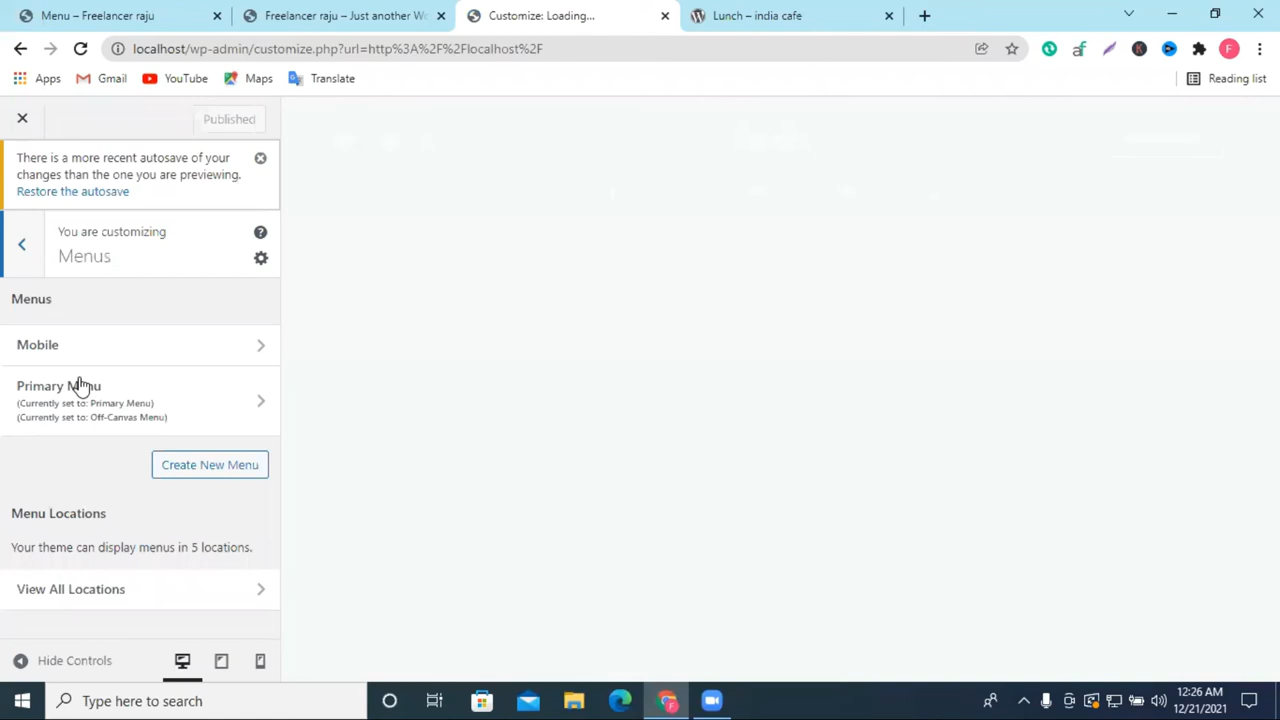 Menu – Freelancer raju
Freelancer raju – Just another Wo
Customize: Loading...
Lunch – india cafe
localhost/wp-admin/customize.php?url=http%3A%2F%2Flocalhost%2F
F
Apps
Gmail
YouTube
Maps
Translate
Reading list
Published
There is a more recent autosave of your
changes than the one you are previewing.
Restore the autosave
You are customizing
Menus
Menus
Mobile
Primary Menu
(Currently set to: Primary Menu)
(Currently set to: Off-Canvas Menu)
Create New Menu
Menu Locations
Your theme can display menus in 5 locations.
View All Locations
Hide Controls
Type here to search
12:26 AM
12/21/2021